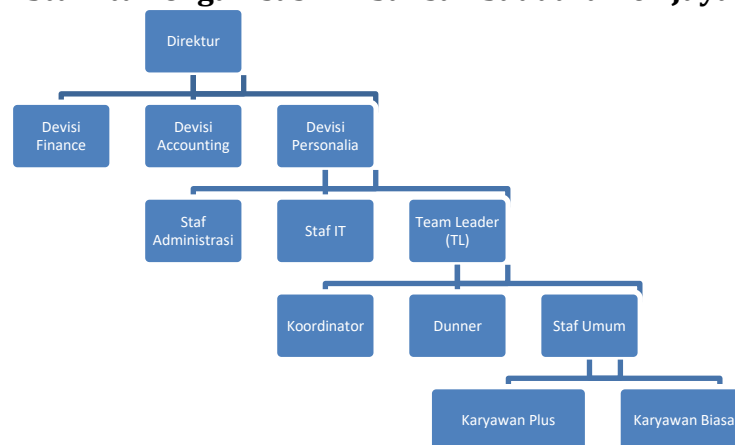 Direktur
Devisi
Finance
Devisi
Accounting
Devisi
Personalia
Staf
Administrasi
Staf IT
Team Leader
(TL)
Koordinator
Dunner
Staf Umum
Karyawan Plus
Karyawan Biasa